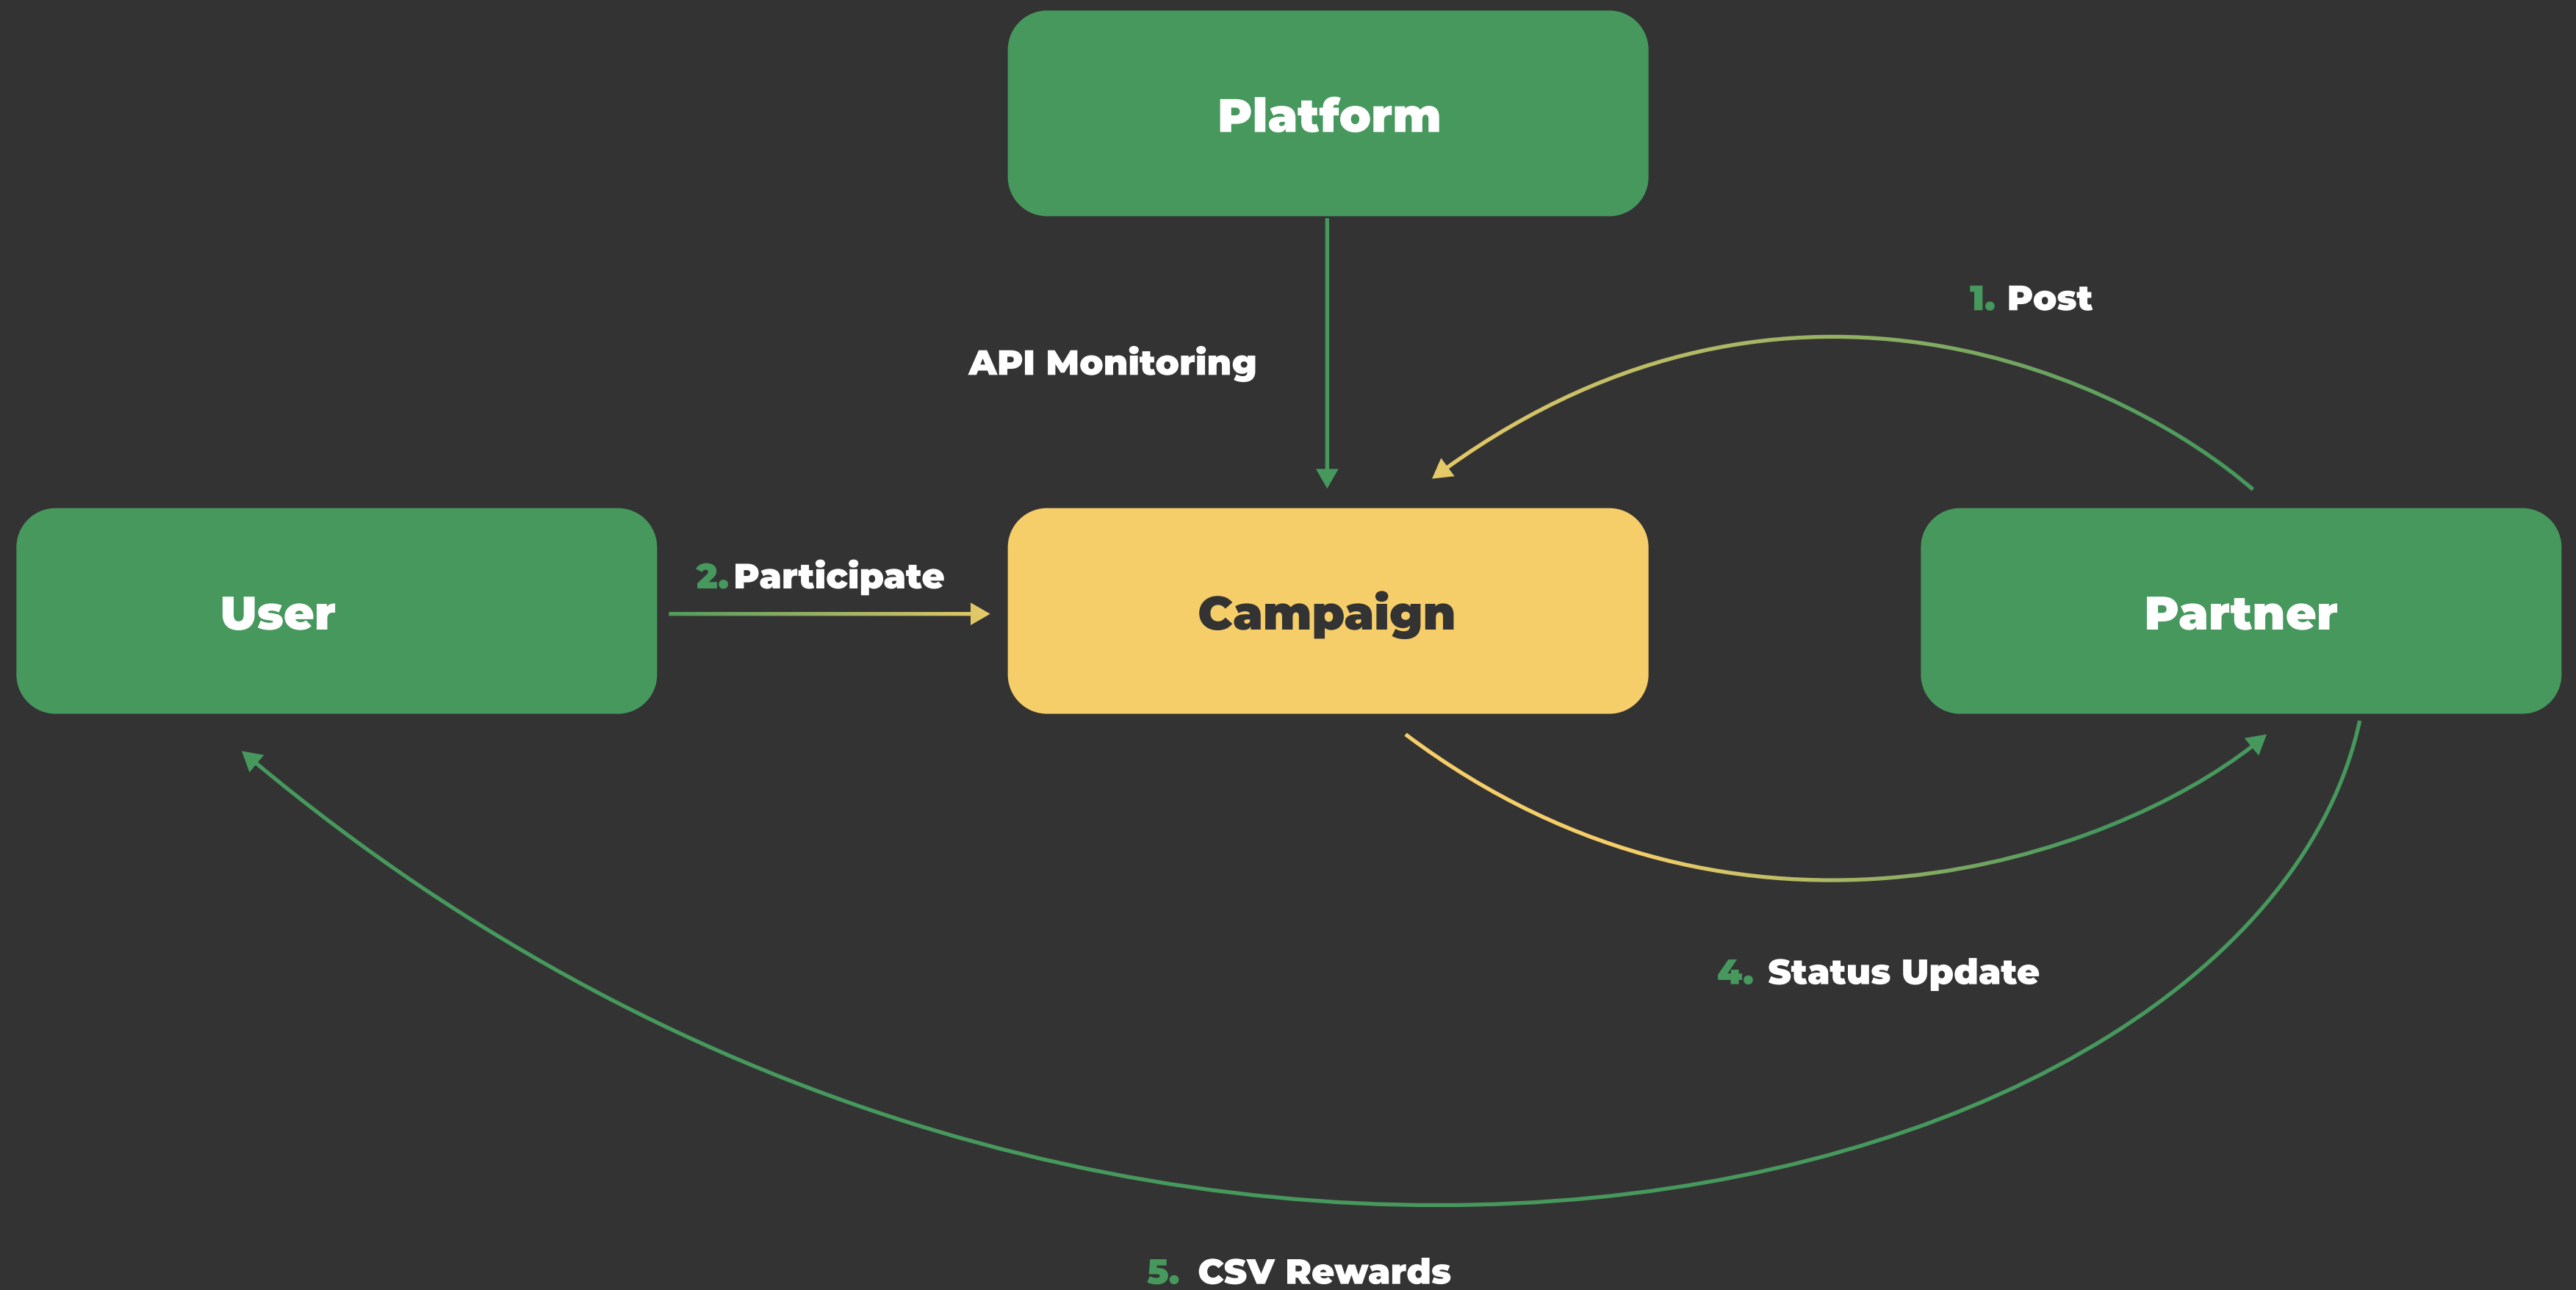 Platform
1. Post
API Monitoring
2. Participate
User
Campaign
Partner
4. Status Update
5. CSV Rewards